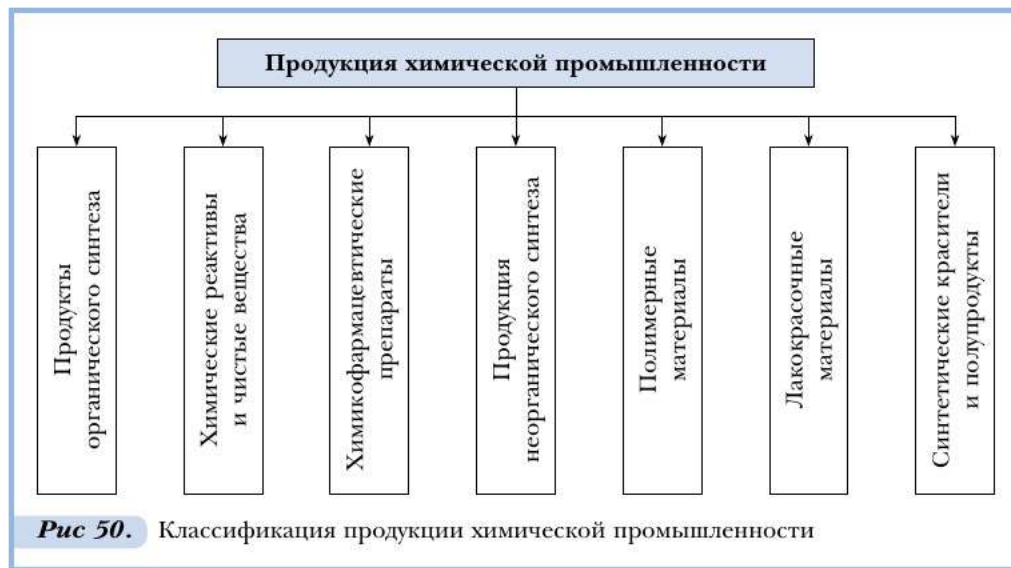 Продукция химической промышленности
Продукты
органического синтеза
Химические реактивы
и чистые вещества
Химикофармацевтические
препараты
Продукция
неорганического синтеза
Полимерные
материалы
Лакокрасочные
материалы
Синтетические красители
и полупродукты
Рис 50. Классификация продукции химической промышленности